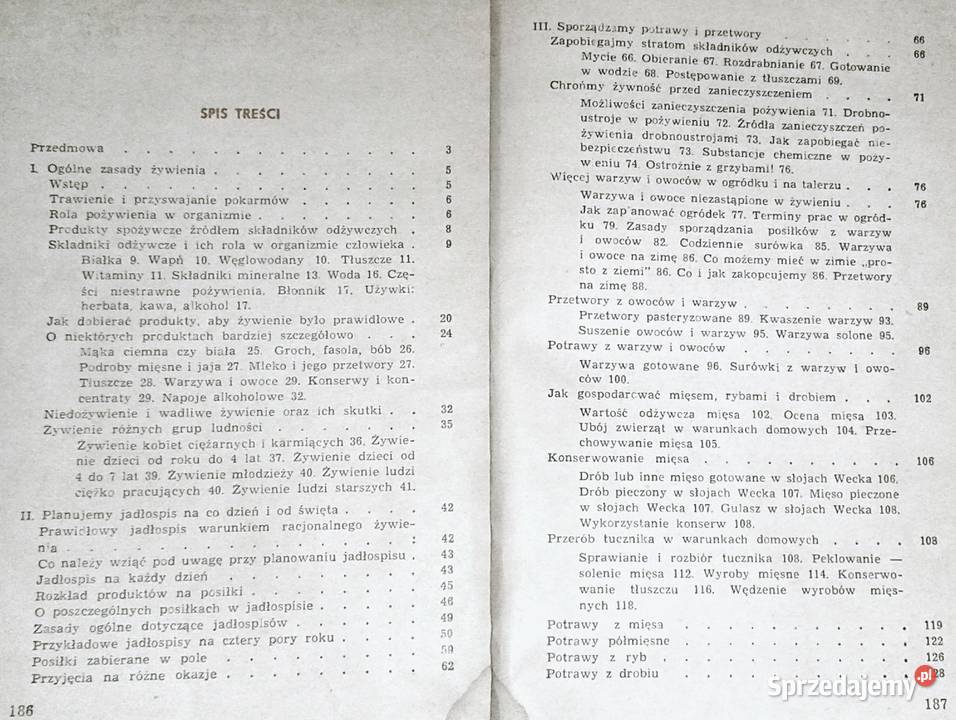 SPIS TREŚCI
Przedmowa . . . . . . . . . . . 3
I. Ogólne zasady żywienia . . . . . . . 5
Wstęp . . . . . . . . . . . 5
Trawienie i przyswajanie pokarmów . . . . 6
Rola pożywienia w organizmie . . . . . 6
Produkty spożywcze źródłem składników odżywczych . 8
Składniki odżywcze i ich rola w organizmie człowieka . 9
Białka 9. Wapń 10. Węglowodany 10. Tłuszcze 11.
Witaminy 11. Składniki mineralne 13. Woda 16. Czę-
ści niestrawne pożywienia. Błonnik 17. Używki:
herbata, kawa, alkohol 17.
Jak dobierać produkty, aby żywienie było prawidłowe . 20
O niektórych produktach bardziej szczegółowo . . . 24
Mąka ciemna czy biała 25. Groch, fasola, bób 26.
Podroby mięsne i jaja 27. Mleko i jego przetwory 27.
Tłuszcze 28. Warzywa i owoce 29. Konserwy i kon-
centraty 29. Napoje alkoholowe 32.
Niedożywienie i wadliwe żywienie oraz ich skutki . . 32
Żywienie różnych grup ludności . . . . . . 35
Żywienie kobiet ciężarnych i karmiących 36. Żywie-
nie dzieci od roku do 4 lat 37. Żywienie dzieci od
4 do 7 lat 39. Żywienie młodzieży 40. Żywienie ludzi
ciężko pracujących 40. Żywienie ludzi starszych 41.
II. Planujemy jadłospis na co dzień i od święta . . . . 42
Prawidłowy jadłospis warunkiem racjonalnego żywie-
nia . . . . . . . . . . . 42
Co należy wziąć pod uwagę przy planowaniu jadłospisu . 43
Jadłospis na każdy dzień . . . . . . . 43
Rozkład produktów na posiłki . . . . . . 45
O poszczególnych posiłkach w jadłospisie . . . . 46
Zasady ogólne dotyczące jadłospisów . . . . . 49
Przykładowe jadłospisy na cztery pory roku . . . . 50
Posiłki zabierane w pole . . . . . . . 59
Przyjęcia na różne okazje . . . . . . . 62
186
III. Sporządzamy potrawy i przetwory . . . . . . 66
Zapobiegajmy stratom składników odżywczych . . . 66
Mycie 66. Obieranie 67. Rozdrabnianie 67. Gotowanie
w wodzie 68. Postępowanie z tłuszczami 69.
Chrońmy żywność przed zanieczyszczeniem . . . . 71
Możliwości zanieczyszczenia pożywienia 71. Drobno-
ustroje w pożywieniu 72. Źródła zanieczyszczeń po-
żywienia drobnoustrojami 73. Jak zapobiegać nie-
bezpieczeństwu 73. Substancje chemiczne w poży-
wieniu 74. Ostrożnie z grzybami! 76.
Więcej warzyw i owoców w ogródku i na talerzu . . . 76
Warzywa i owoce niezastąpione w żywieniu . . . 76
Jak zaplanować ogródek 77. Terminy prac w ogród-
ku 79. Zasady sporządzania posiłków z warzyw
i owoców 82. Codziennie surówka 85. Warzywa
i owoce na zimę 86. Co możemy mieć w zimie „pro-
sto z ziemi" 86. Co i jak zakopcujemy 86. Przetwory
na zimę 88.
Przetwory z owoców i warzyw . . . . . . . 89
Przetwory pasteryzowane 89. Kwaszenie warzyw 93.
Suszenie owoców i warzyw 95. Warzywa solone 95.
Potrawy z warzyw i owoców . . . . . . . 96
Warzywa gotowane 96. Surówki z warzyw i owo-
ców 100.
Jak gospodarować mięsem, rybami i drobiem . . . . 102
Wartość odżywcza mięsa 102. Ocena mięsa 103.
Ubój zwierząt w warunkach domowych 104. Prze-
chowywanie mięsa 105.
Konserwowanie mięsa . . . . . . . . 106
Drób lub inne mięso gotowane w słojach Wecka 106.
Drób pieczony w słojach Wecka 107. Mięso pieczone
w słojach Wecka 107. Gulasz w słojach Wecka 108.
Wykorzystanie konserw 108.
Przerób tucznika w warunkach domowych . . . . 108
Sprawianie i rozbiór tucznika 108. Peklowanie —
solenie mięsa 112. Wyroby mięsne 114. Konserwo-
wanie tłuszczu 116. Wędzenie wyrobów mięs-
nych 118.
Potrawy z mięsa . . . . . . . . . 119
Potrawy półmięsne . . . . . . . . 122
Potrawy z ryb . . . . . . . . . 126
Potrawy z drobiu . . . . . . . . . 128
187
Sprzedajemy.pl